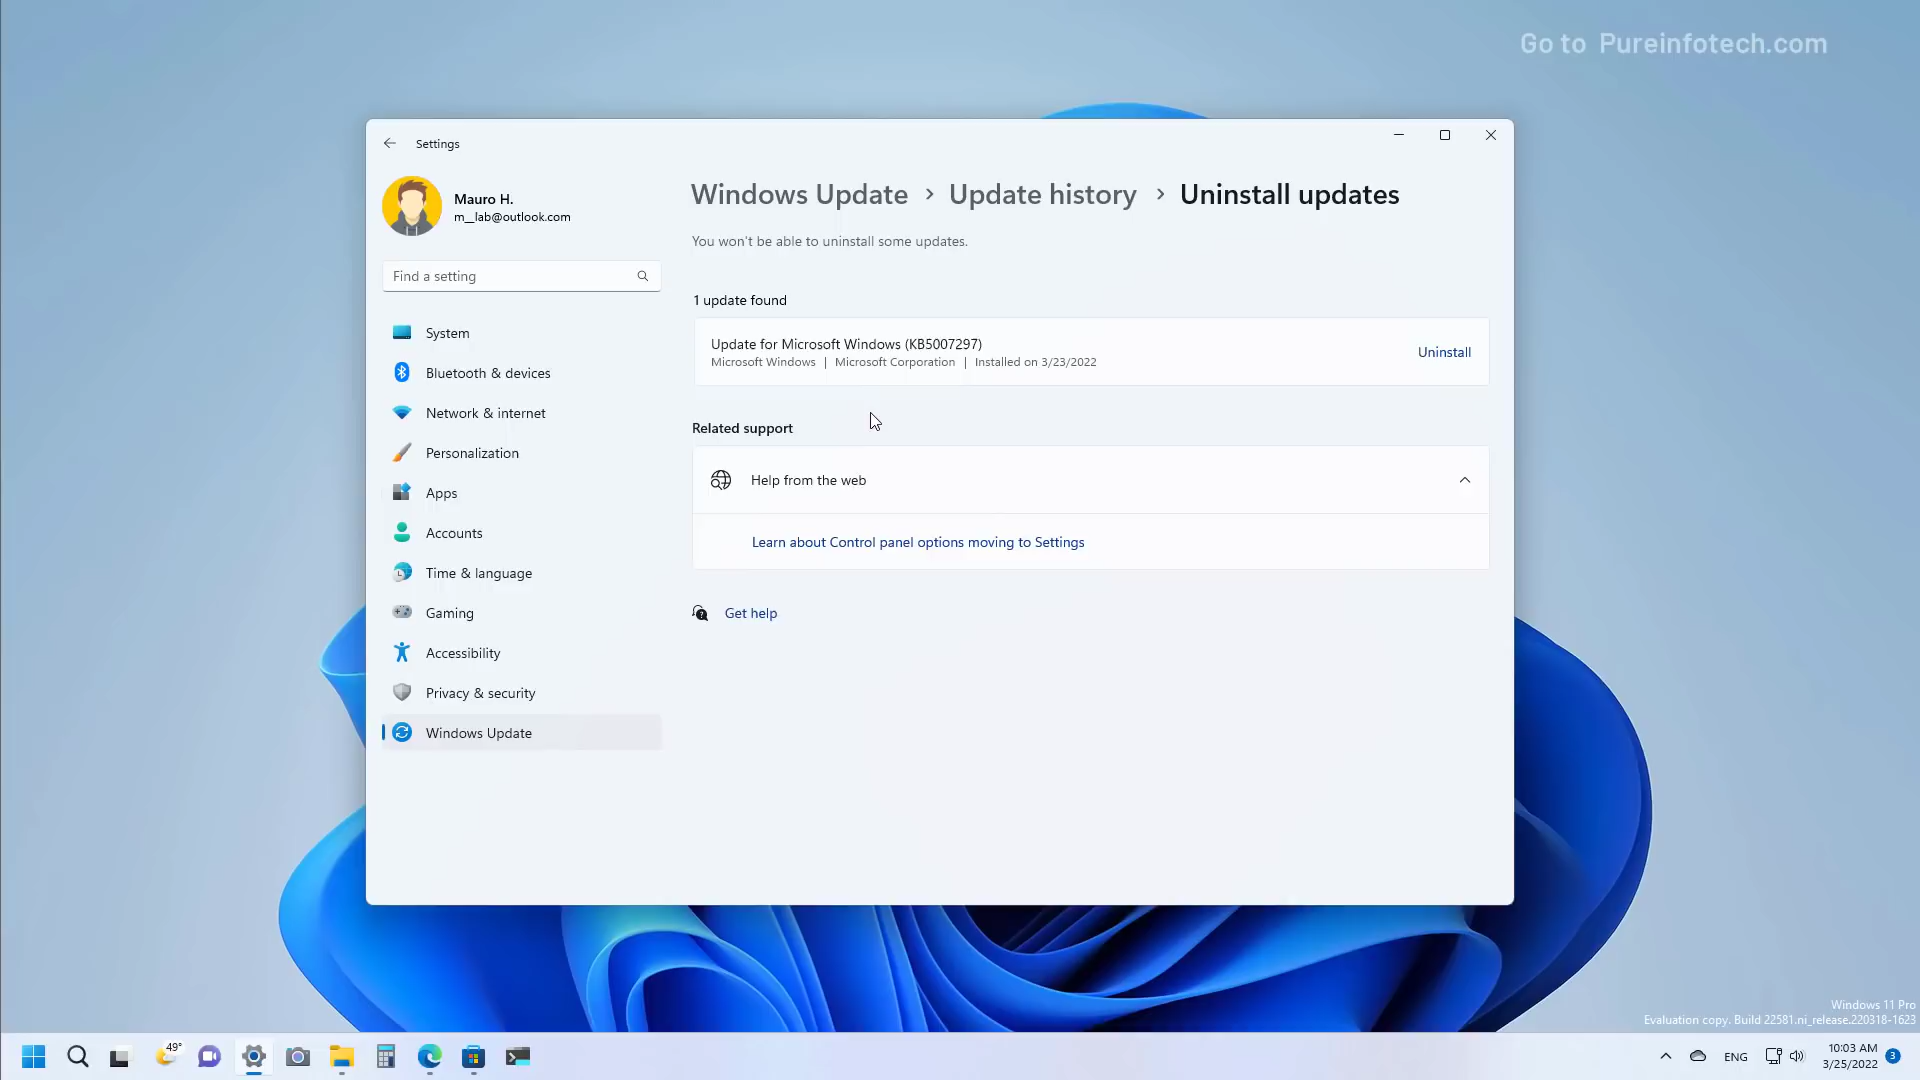 Go to Pureinfotech.com
Settings
Mauro H.
m__lab@outlook.com
Find a setting
System
Bluetooth & devices
Network & internet
Personalization
Apps
Accounts
Time & language
Gaming
Accessibility
Privacy & security
Windows Update
Windows Update > Update history > Uninstall updates
You won't be able to uninstall some updates.
1 update found
Update for Microsoft Windows (KB5007297)
Microsoft Windows | Microsoft Corporation | Installed on 3/23/2022
Uninstall
Related support
Help from the web
Learn about Control panel options moving to Settings
Get help
Windows 11 Pro
Evaluation copy. Build 22581.ni_release.220318-1623
49°
ENG
10:03 AM
3/25/2022
3